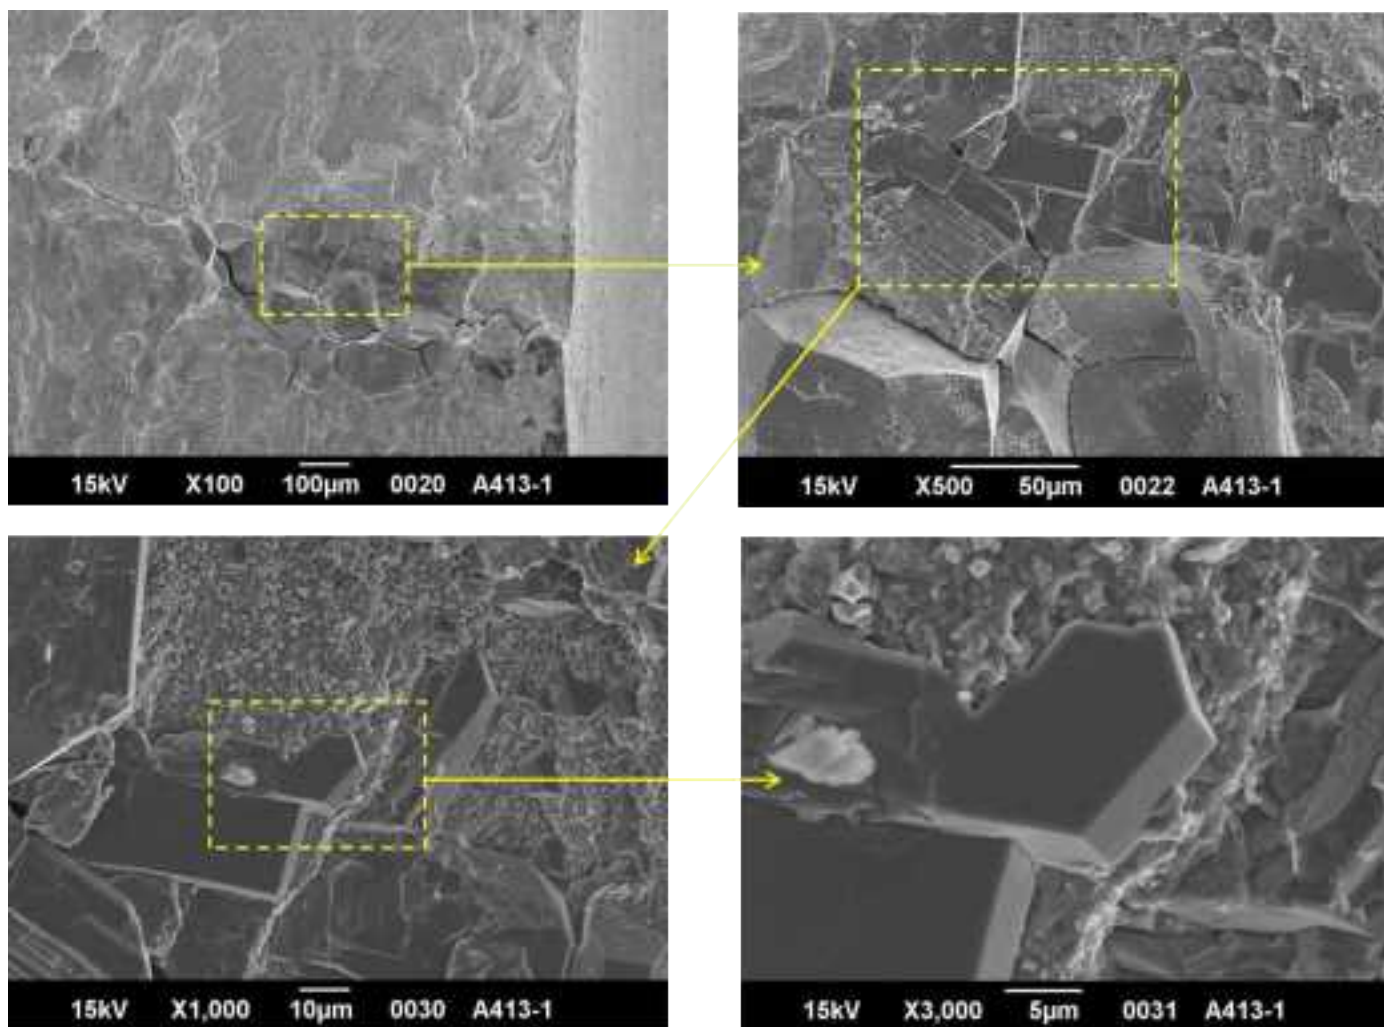 15kV X100 100μm 0020 A413-1
15kV X500 50μm 0022 A413-1
15kV X1,000 10μm 0030 A413-1
15kV X3,000 5μm 0031 A413-1